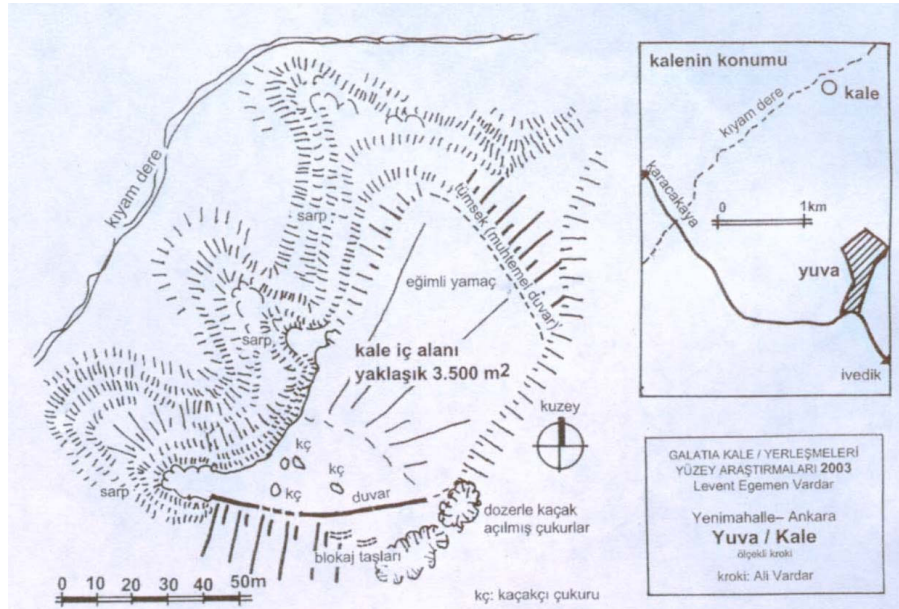 kıyam dere
sarp
tümsek (muhtemel duvar)
eğimli yamaç
sarp
kale iç alanı
yaklaşık 3.500 m2
kuzey
kç
kç
kç
duvar
sarp
dozerle kaçak
açılmış çukurlar
blokaj taşları
0 10 20 30 40 50m
kç: kaçakçı çukuru
kalenin konumu
kale
kıyam dere
karacakaya
0 1km
yuva
ivedik
GALATIA KALE / YERLEŞMELERİ
YÜZEY ARAŞTIRMALARI 2003
Levent Egemen Vardar
Yenimahalle– Ankara
Yuva / Kale
ölçekli kroki
kroki: Ali Vardar